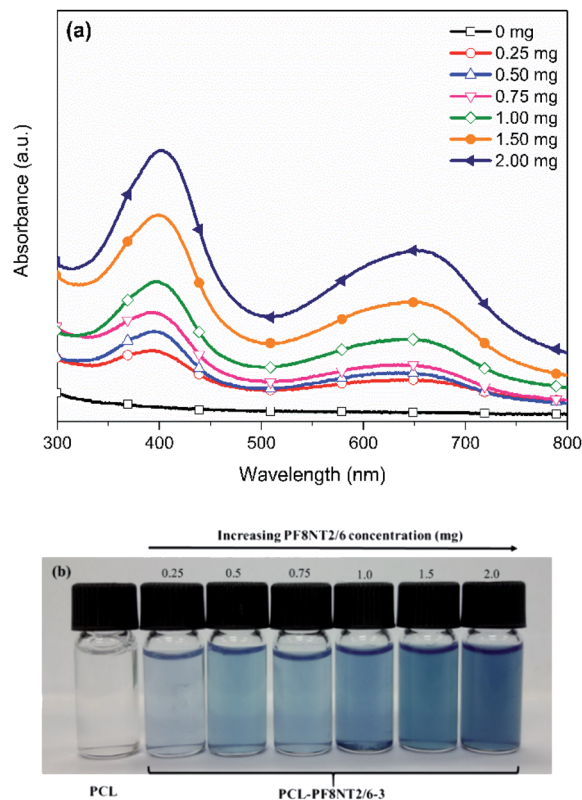 (a)
0 mg
0.25 mg
0.50 mg
0.75 mg
1.00 mg
1.50 mg
2.00 mg
Absorbance (a.u.)
300 400 500 600 700 800
Wavelength (nm)
Increasing PF8NT2/6 concentration (mg)
(b) 0.25 0.5 0.75 1.0 1.5 2.0
PCL PCL-PF8NT2/6-3